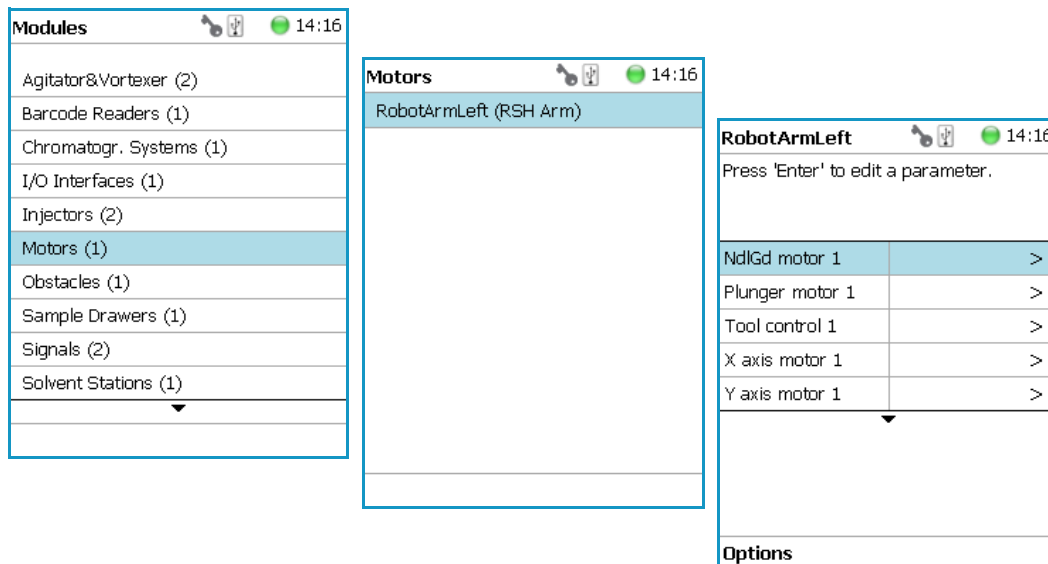 Modules 14:16
Agitator&Vortexer (2)
Barcode Readers (1)
Chromatogr. Systems (1)
I/O Interfaces (1)
Injectors (2)
Motors (1)
Obstacles (1)
Sample Drawers (1)
Signals (2)
Solvent Stations (1)
Motors 14:16
RobotArmLeft (RSH Arm)
RobotArmLeft 14:16
Press 'Enter' to edit a parameter.
NdlGd motor 1 >
Plunger motor 1 >
Tool control 1 >
X axis motor 1 >
Y axis motor 1 >
Options